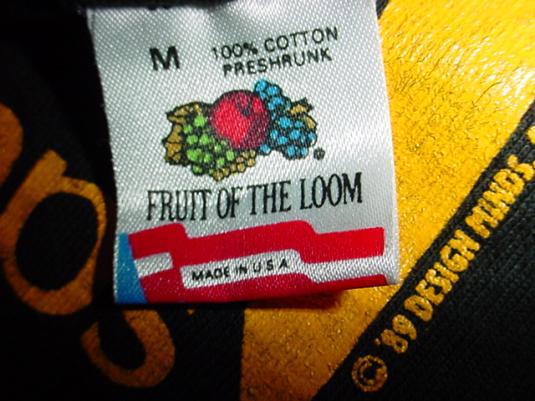 M
100% COTTON
PRESHRUNK
FRUIT OF THE LOOM
®
MADE IN U.S.A.
© '89 DESIGN MINDS,